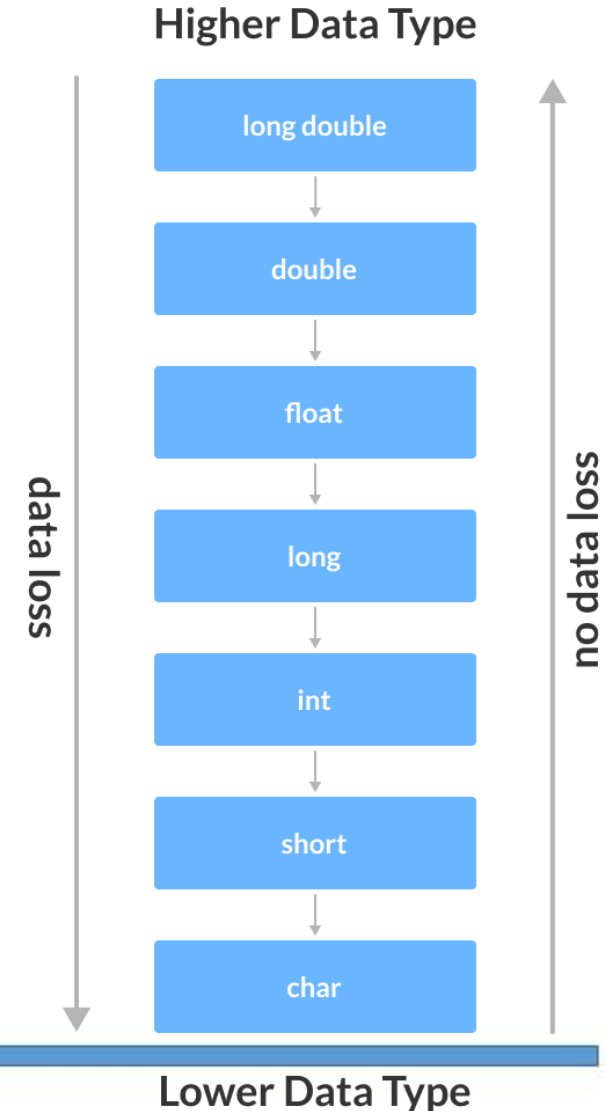 Higher Data Type
long double
double
float
long
data loss
no data loss
int
short
char
Lower Data Type